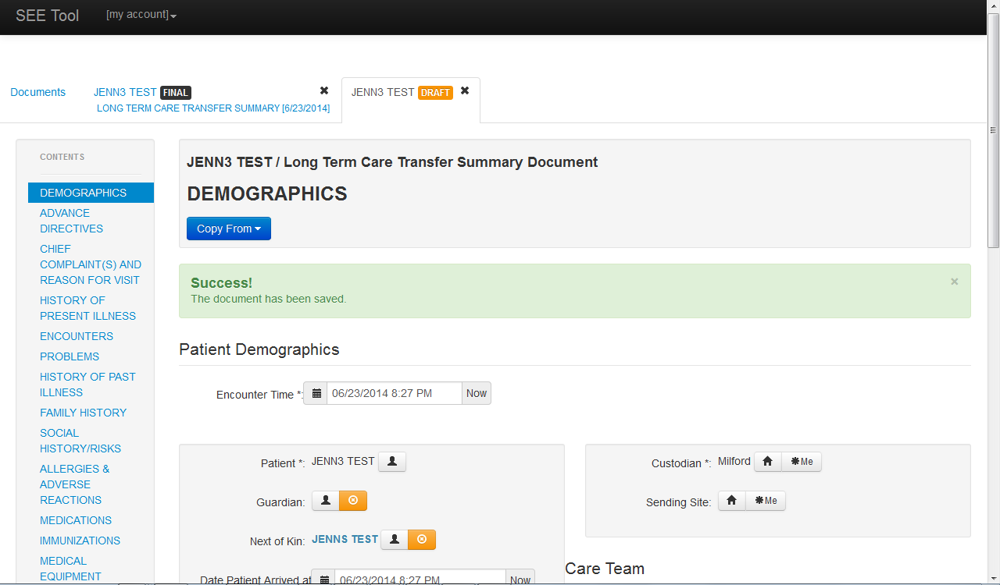 SEE Tool [my account]
Documents JENN3 TEST FINAL JENN3 TEST DRAFT
LONG TERM CARE TRANSFER SUMMARY [6/23/2014]
CONTENTS
DEMOGRAPHICS
ADVANCE
DIRECTIVES
CHIEF
COMPLAINT(S) AND
REASON FOR VISIT
HISTORY OF
PRESENT ILLNESS
ENCOUNTERS
PROBLEMS
HISTORY OF PAST
ILLNESS
FAMILY HISTORY
SOCIAL
HISTORY/RISKS
ALLERGIES &
ADVERSE
REACTIONS
MEDICATIONS
IMMUNIZATIONS
MEDICAL
EQUIPMENT
JENN3 TEST / Long Term Care Transfer Summary Document
DEMOGRAPHICS
Copy From
Success!
The document has been saved.
Patient Demographics
Encounter Time *: 06/23/2014 8:27 PM Now
Patient *: JENN3 TEST
Guardian:
Next of Kin: JENNS TEST
Date Patient Arrived at 06/23/2014 8:27 PM Now
Custodian *: Milford Me
Sending Site: Me
Care Team